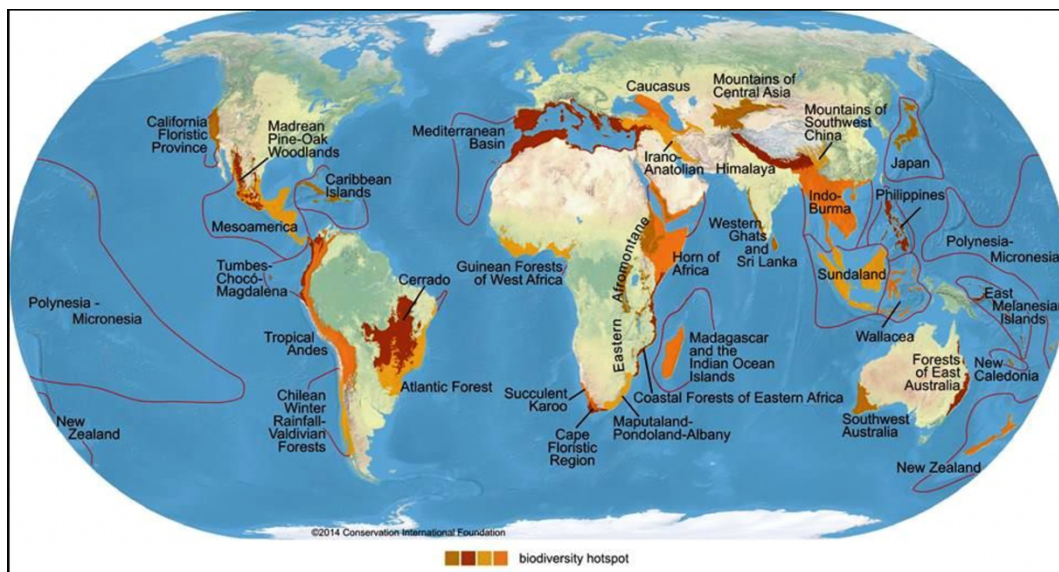 California
Floristic
Province
Madrean
Pine-Oak
Woodlands
Caribbean
Islands
Mesoamerica
Tumbes-
Chocó-
Magdalena
Polynesia -
Micronesia
Tropical
Andes
Cerrado
Atlantic Forest
Chilean
Winter
Rainfall-
Valdivian
Forests
New
Zealand
Mediterranean
Basin
Caucasus
Irano-
Anatolian
Mountains of
Central Asia
Mountains of
Southwest
China
Himalaya
Japan
Indo-
Burma
Philippines
Western
Ghats
and
Sri Lanka
Guinean Forests
of West Africa
Eastern Afromontane
Horn of
Africa
Sundaland
Wallacea
Polynesia-
Micronesia
East
Melanesian
Islands
Madagascar
and the
Indian Ocean
Islands
Coastal Forests of Eastern Africa
Succulent
Karoo
Cape
Floristic
Region
Maputaland-
Pondoland-Albany
Forests
of East
Australia
New
Caledonia
Southwest
Australia
New Zealand
©2014 Conservation International Foundation
biodiversity hotspot